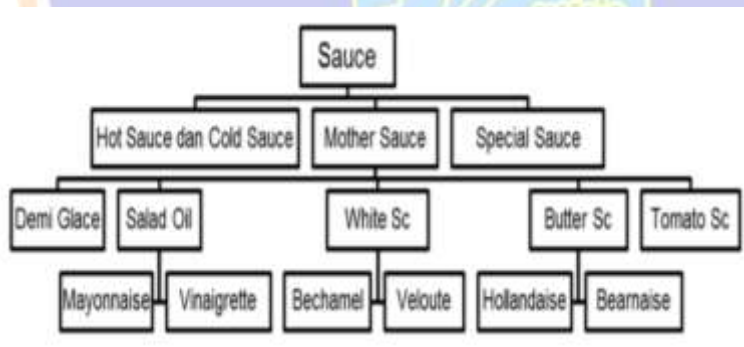 Sauce
Hot Sauce dan Cold Sauce
Mother Sauce
Special Sauce
Demi Glace
Salad Oil
White Sc
Butter Sc
Tomato Sc
Mayonnaise
Vinaigrette
Bechamel
Veloute
Hollandaise
Bearnaise